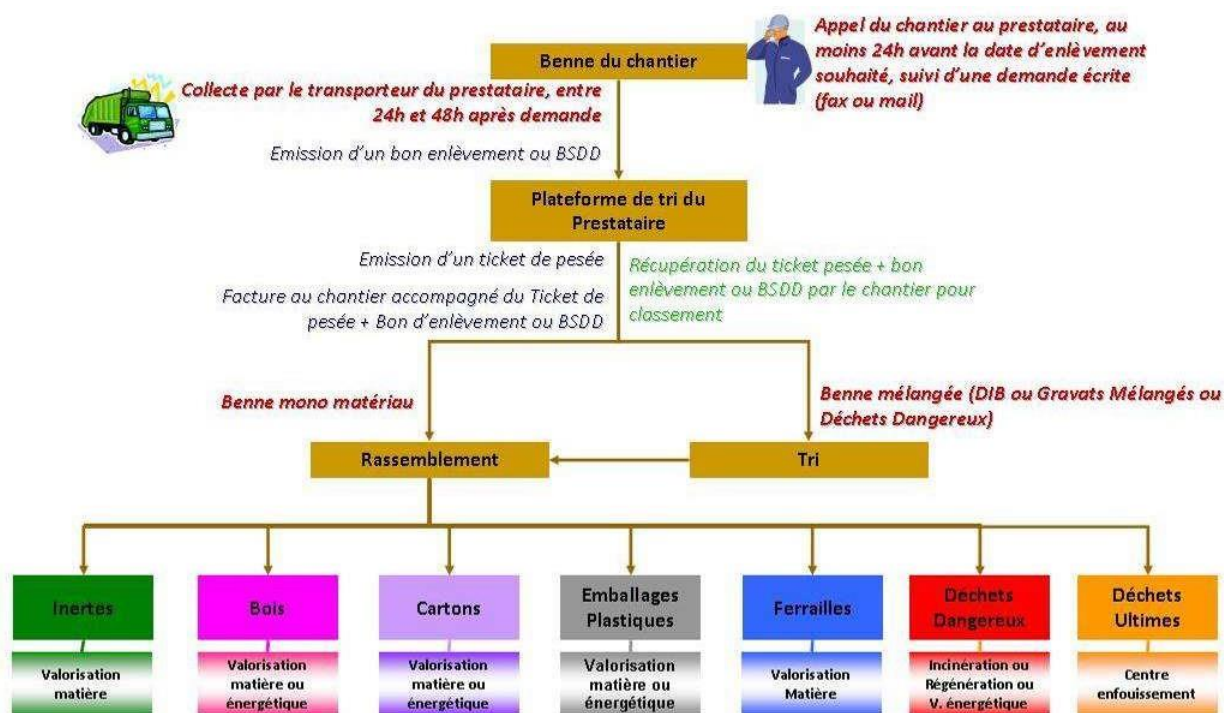 Benne du chantier
Appel du chantier au prestataire, au
moins 24h avant la date d'enlèvement
souhaité, suivi d'une demande écrite
(fax ou mail)
Collecte par le transporteur du prestataire, entre
24h et 48h après demande
Emission d'un bon enlèvement ou BSDD
Plateforme de tri du
Prestataire
Emission d'un ticket de pesée
Facture au chantier accompagné du Ticket de
pesée + Bon d'enlèvement ou BSDD
Récupération du ticket pesée + bon
enlèvement ou BSDD par le chantier pour
classement
Benne mono matériau
Benne mélangée (DIB ou Gravats Mélangés ou
Déchets Dangereux)
Rassemblement
Tri
Inertes
Valorisation
matière
Bois
Valorisation
matière ou
énergétique
Cartons
Valorisation
matière ou
énergétique
Emballages
Plastiques
Valorisation
matière ou
énergétique
Ferrailles
Valorisation
Matière
Déchets
Dangereux
Incinération ou
Régénération ou
V. énergétique
Déchets
Ultimes
Centre
enfouissement